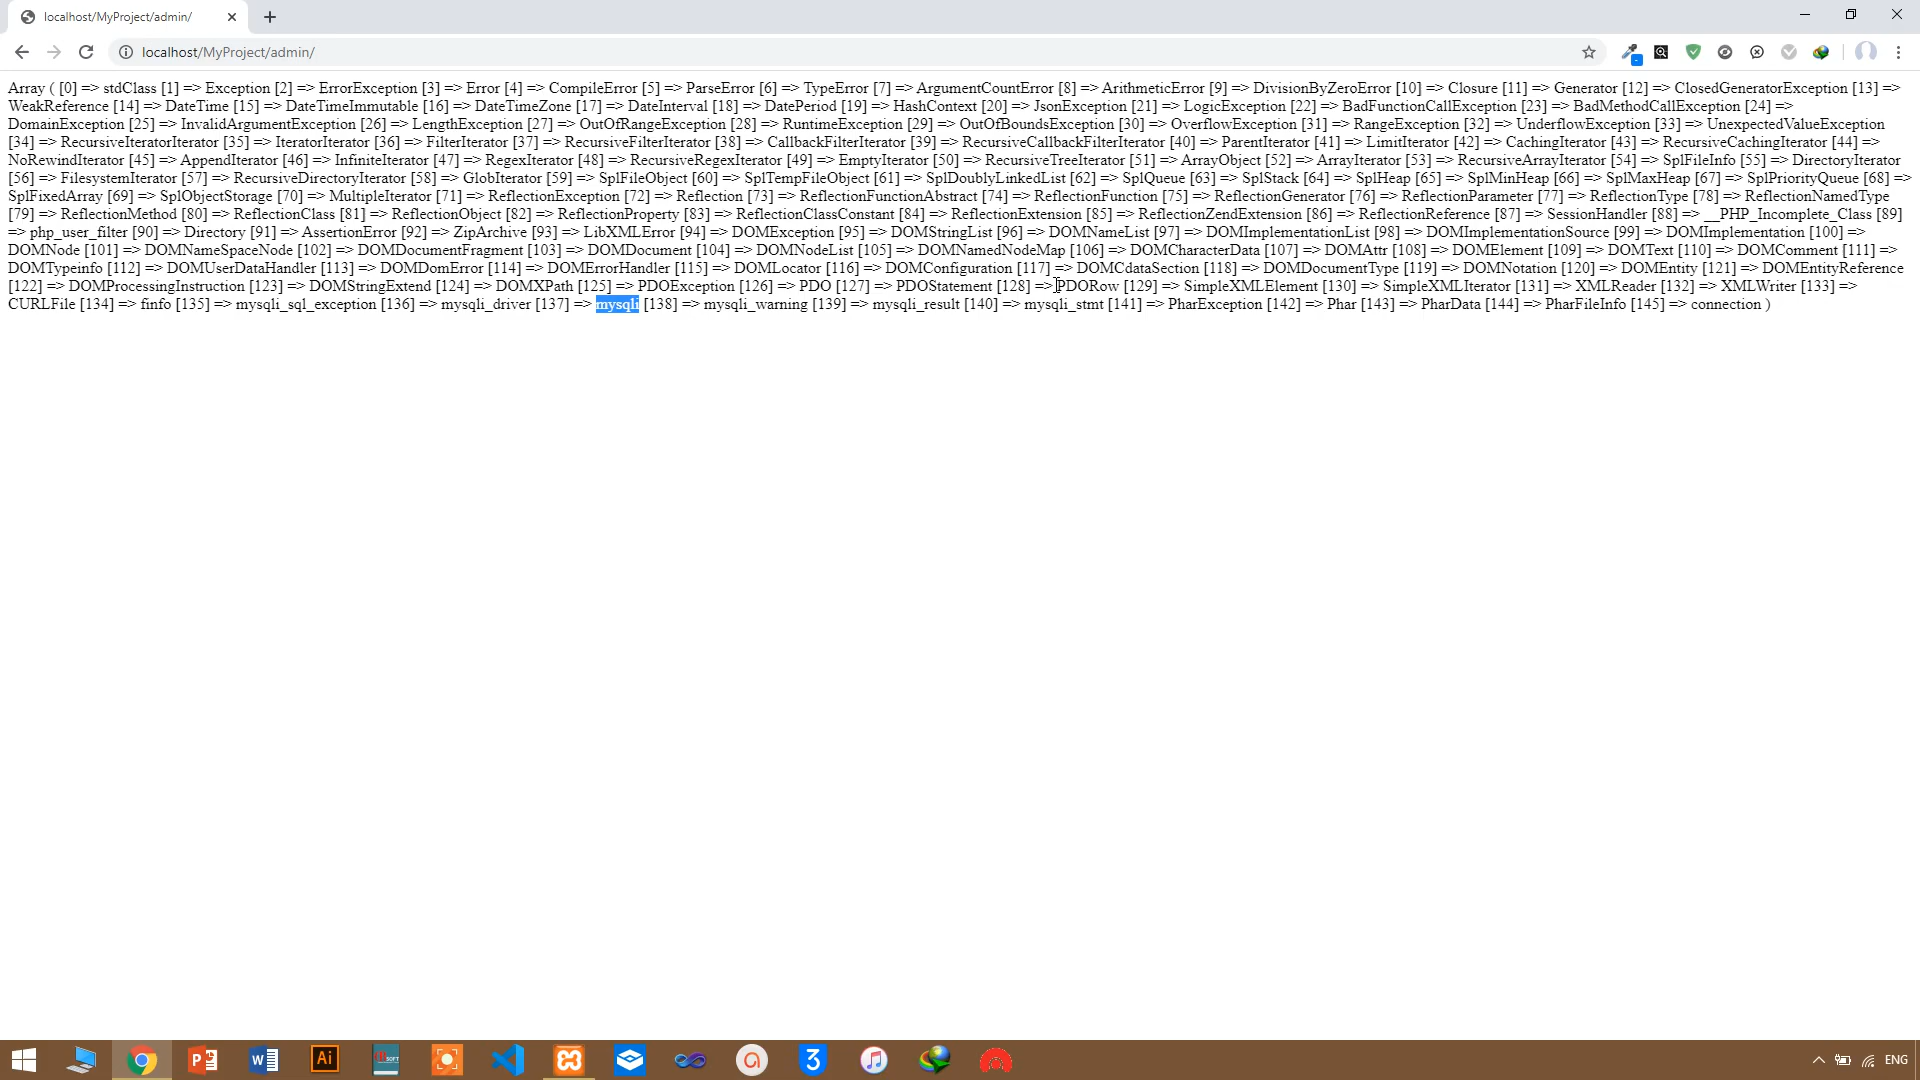 localhost/MyProject/admin/
localhost/MyProject/admin/
Array ( [0] => stdClass [1] => Exception [2] => ErrorException [3] => Error [4] => CompileError [5] => ParseError [6] => TypeError [7] => ArgumentCountError [8] => ArithmeticError [9] => DivisionByZeroError [10] => Closure [11] => Generator [12] => ClosedGeneratorException [13] =>
WeakReference [14] => DateTime [15] => DateTimeImmutable [16] => DateTimeZone [17] => DateInterval [18] => DatePeriod [19] => HashContext [20] => JsonException [21] => LogicException [22] => BadFunctionCallException [23] => BadMethodCallException [24] =>
DomainException [25] => InvalidArgumentException [26] => LengthException [27] => OutOfRangeException [28] => RuntimeException [29] => OutOfBoundsException [30] => OverflowException [31] => RangeException [32] => UnderflowException [33] => UnexpectedValueException
[34] => RecursiveIteratorIterator [35] => IteratorIterator [36] => FilterIterator [37] => RecursiveFilterIterator [38] => CallbackFilterIterator [39] => RecursiveCallbackFilterIterator [40] => ParentIterator [41] => LimitIterator [42] => CachingIterator [43] => RecursiveCachingIterator [44] =>
NoRewindIterator [45] => AppendIterator [46] => InfiniteIterator [47] => RegexIterator [48] => RecursiveRegexIterator [49] => EmptyIterator [50] => RecursiveTreeIterator [51] => ArrayObject [52] => ArrayIterator [53] => RecursiveArrayIterator [54] => SplFileInfo [55] => DirectoryIterator
[56] => FilesystemIterator [57] => RecursiveDirectoryIterator [58] => GlobIterator [59] => SplFileObject [60] => SplTempFileObject [61] => SplDoublyLinkedList [62] => SplQueue [63] => SplStack [64] => SplHeap [65] => SplMinHeap [66] => SplMaxHeap [67] => SplPriorityQueue [68] =>
SplFixedArray [69] => SplObjectStorage [70] => MultipleIterator [71] => ReflectionException [72] => Reflection [73] => ReflectionFunctionAbstract [74] => ReflectionFunction [75] => ReflectionGenerator [76] => ReflectionParameter [77] => ReflectionType [78] => ReflectionNamedType
[79] => ReflectionMethod [80] => ReflectionClass [81] => ReflectionObject [82] => ReflectionProperty [83] => ReflectionClassConstant [84] => ReflectionExtension [85] => ReflectionZendExtension [86] => ReflectionReference [87] => SessionHandler [88] => __PHP_Incomplete_Class [89]
=> php_user_filter [90] => Directory [91] => AssertionError [92] => ZipArchive [93] => LibXMLError [94] => DOMException [95] => DOMStringList [96] => DOMNameList [97] => DOMImplementationList [98] => DOMImplementationSource [99] => DOMImplementation [100] =>
DOMNode [101] => DOMNameSpaceNode [102] => DOMDocumentFragment [103] => DOMDocument [104] => DOMNodeList [105] => DOMNamedNodeMap [106] => DOMCharacterData [107] => DOMAttr [108] => DOMElement [109] => DOMText [110] => DOMComment [111] =>
DOMTypeinfo [112] => DOMUserDataHandler [113] => DOMDomError [114] => DOMErrorHandler [115] => DOMLocator [116] => DOMConfiguration [117] => DOMCdataSection [118] => DOMDocumentType [119] => DOMNotation [120] => DOMEntity [121] => DOMEntityReference
[122] => DOMProcessingInstruction [123] => DOMStringExtend [124] => DOMXPath [125] => PDOException [126] => PDO [127] => PDOStatement [128] => PDORow [129] => SimpleXMLElement [130] => SimpleXMLIterator [131] => XMLReader [132] => XMLWriter [133] =>
CURLFile [134] => finfo [135] => mysqli_sql_exception [136] => mysqli_driver [137] => mysqli [138] => mysqli_warning [139] => mysqli_result [140] => mysqli_stmt [141] => PharException [142] => Phar [143] => PharData [144] => PharFileInfo [145] => connection )
ENG